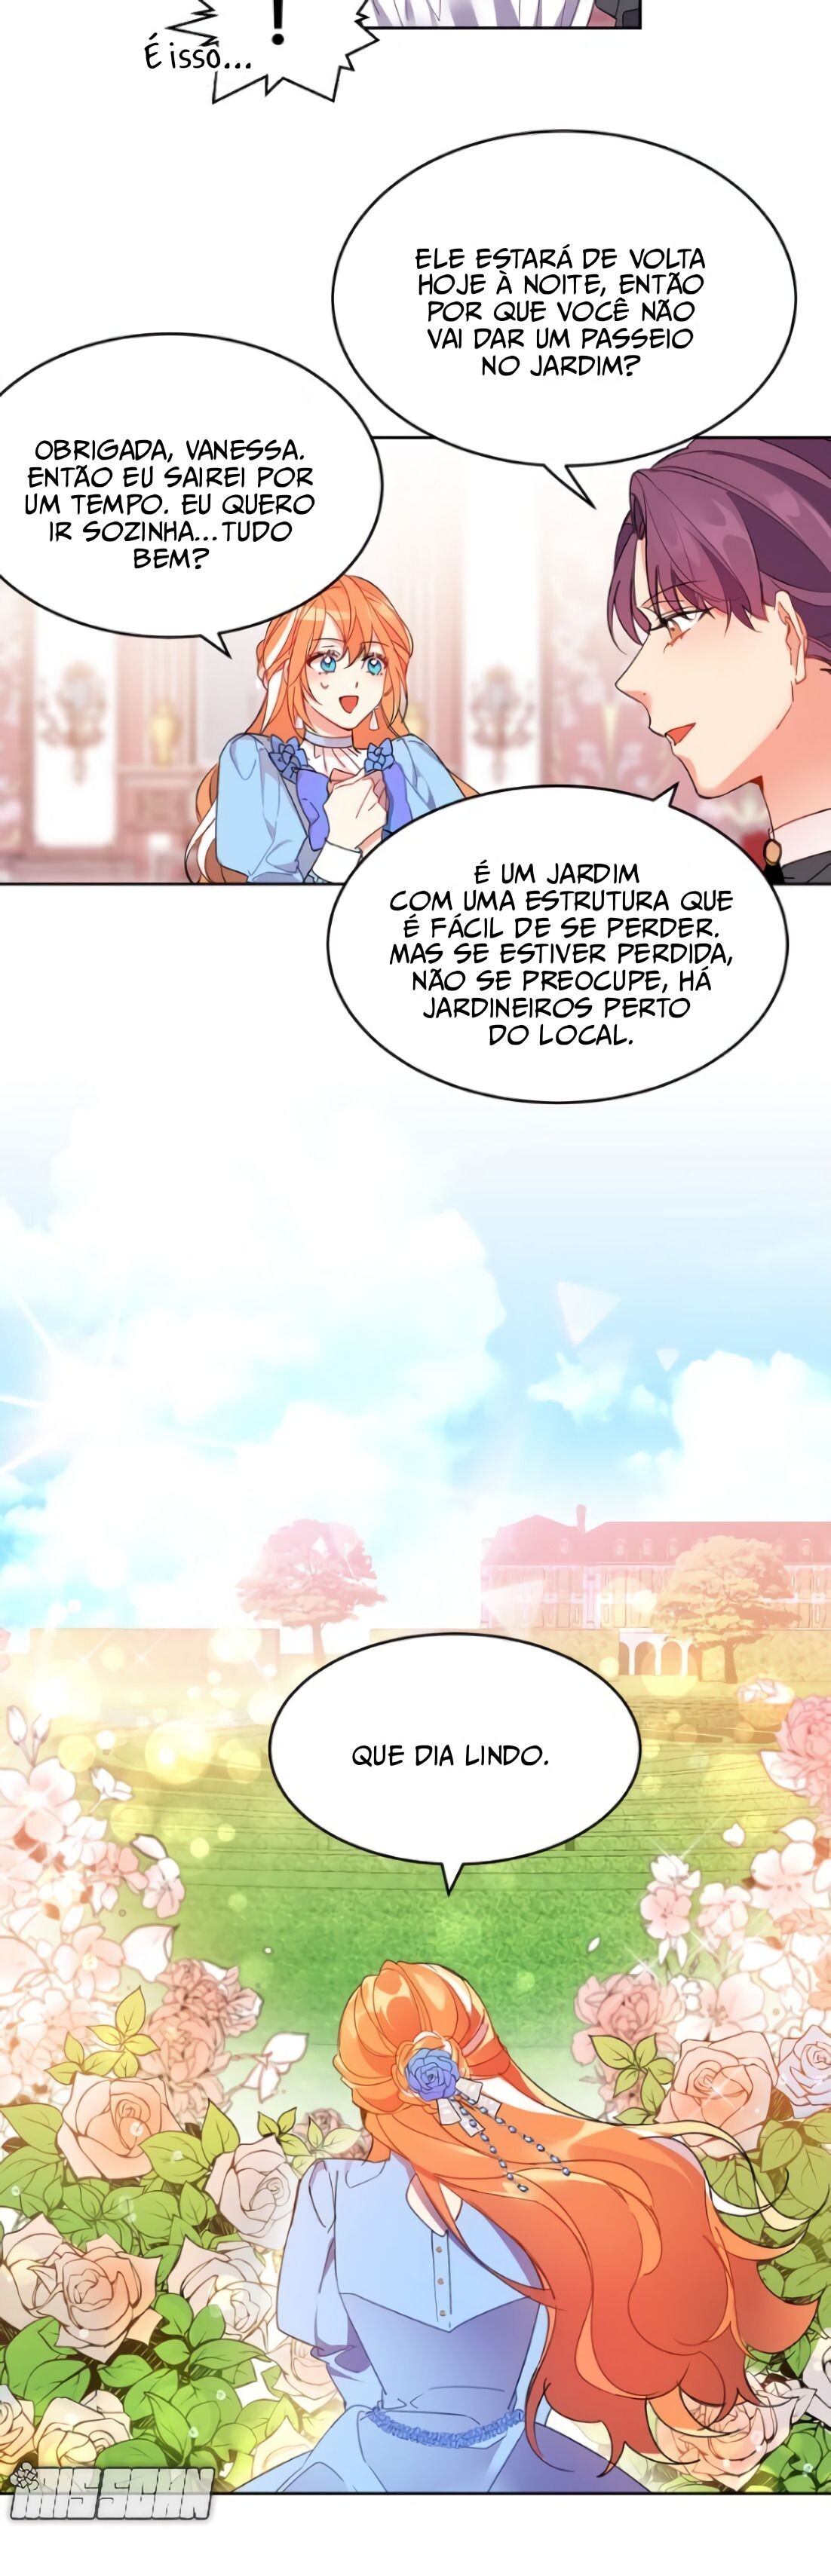 !
É isso...
ELE ESTARÁ DE VOLTA
HOJE À NOITE, ENTÃO
POR QUE VOCÊ NÃO
VAI DAR UM PASSEIO
NO JARDIM?
OBRIGADA, VANESSA.
ENTÃO EU SAIREI POR
UM TEMPO. EU QUERO
IR SOZINHA...TUDO
BEM?
É UM JARDIM
COM UMA ESTRUTURA QUE
É FÁCIL DE SE PERDER.
MAS SE ESTIVER PERDIDA,
NÃO SE PREOCUPE, HÁ
JARDINEIROS PERTO
DO LOCAL.
QUE DIA LINDO.
MISSCAN